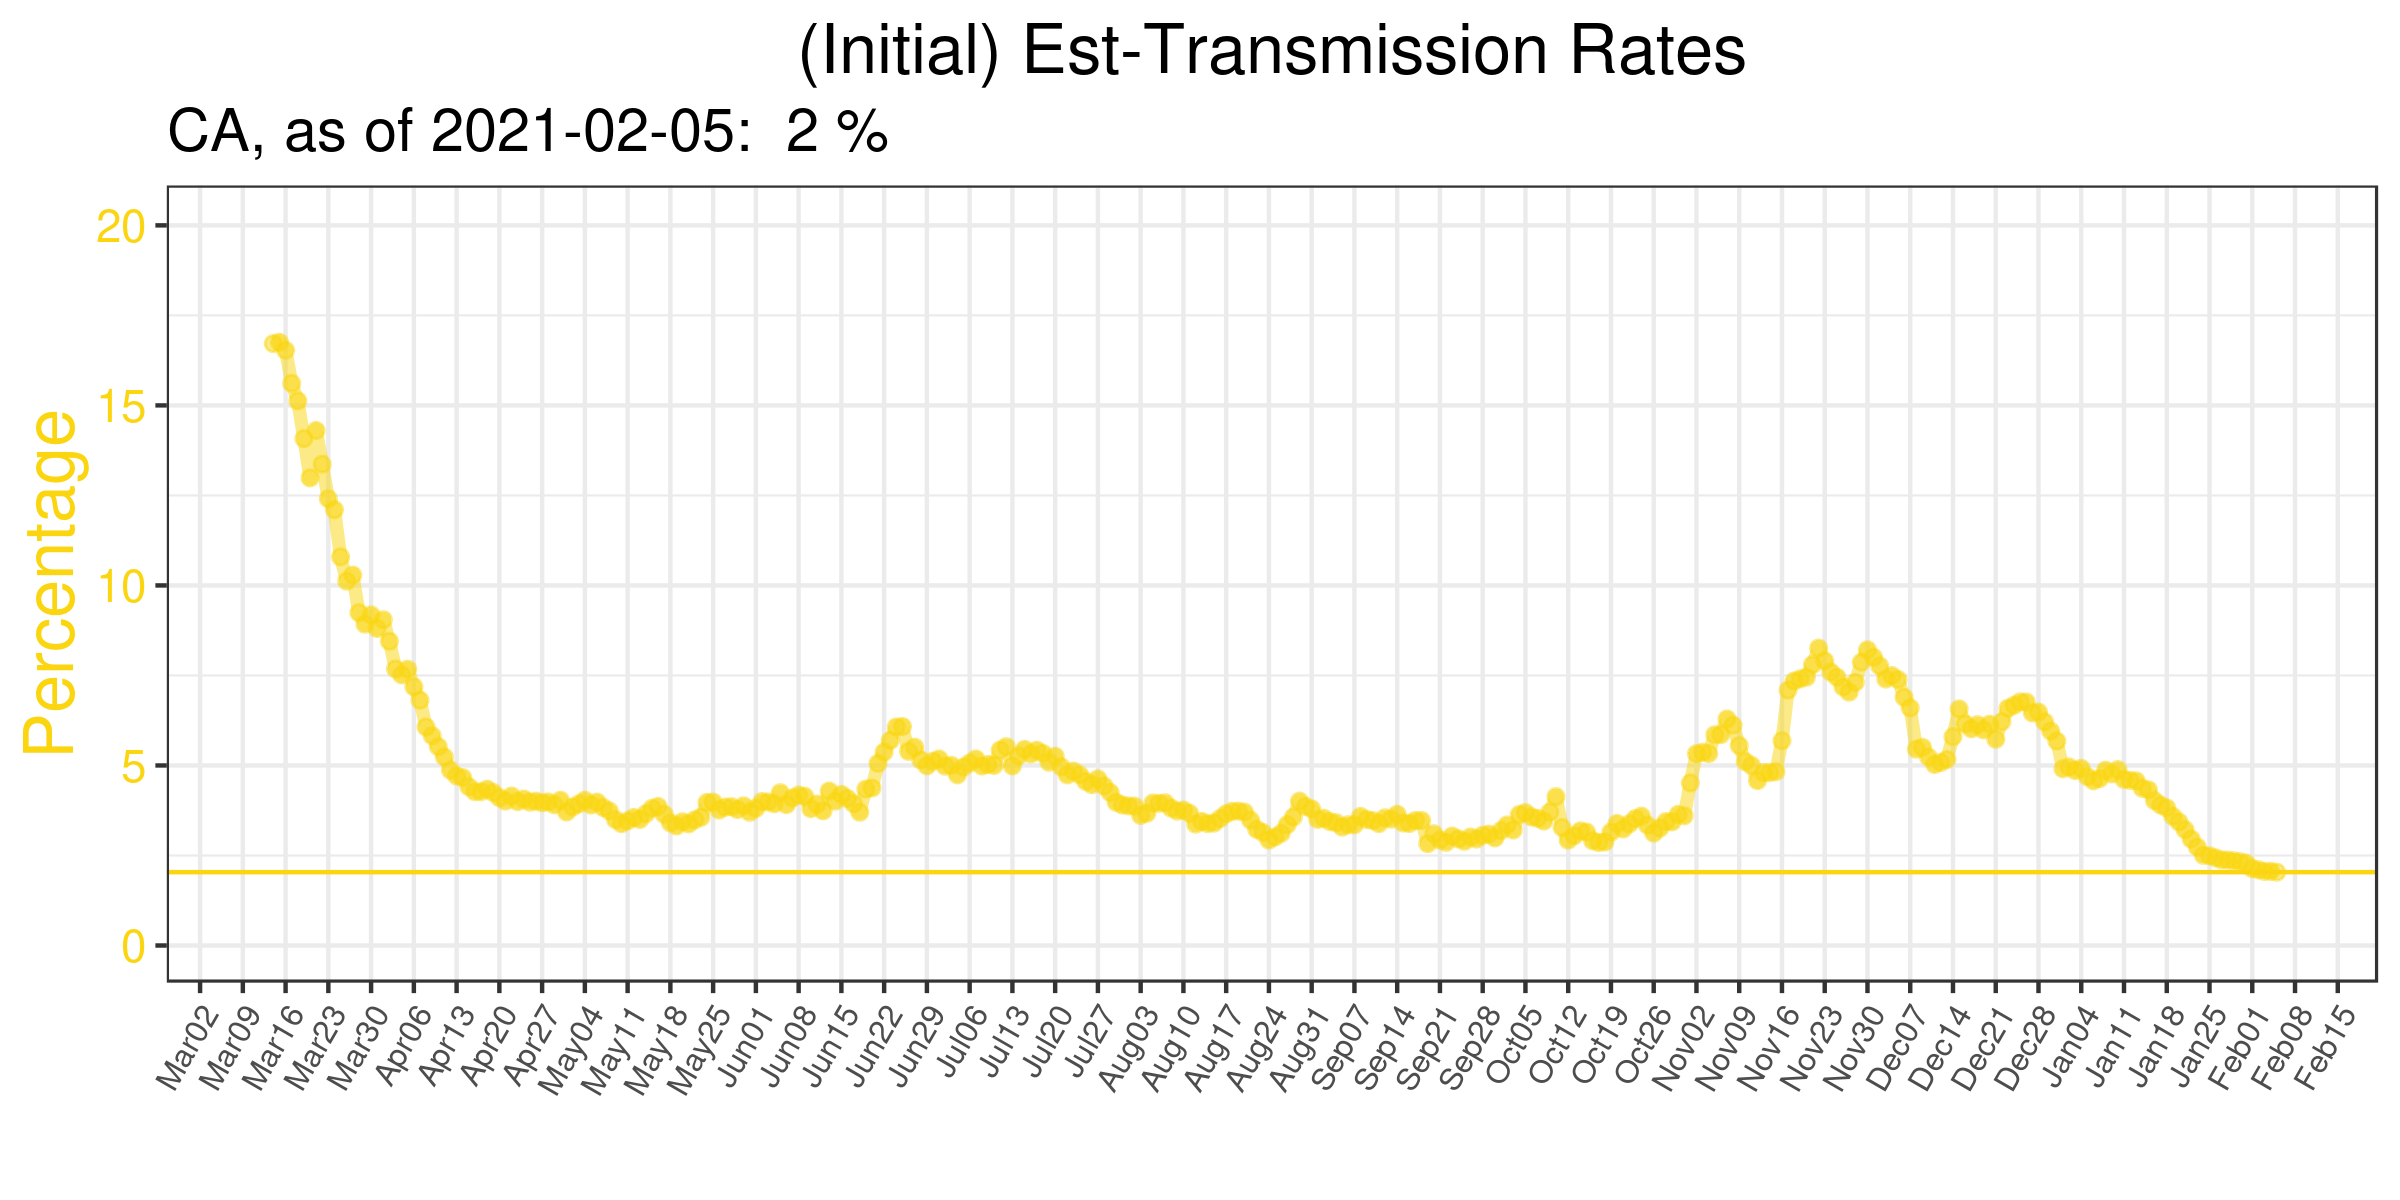 (Initial) Est-Transmission Rates
CA, as of 2021-02-05:  2 %
Percentage
20
15
10
5
0
Mar02
Mar09
Mar16
Mar23
Mar30
Apr06
Apr13
Apr20
Apr27
May04
May11
May18
May25
Jun01
Jun08
Jun15
Jun22
Jun29
Jul06
Jul13
Jul20
Jul27
Aug03
Aug10
Aug17
Aug24
Aug31
Sep07
Sep14
Sep21
Sep28
Oct05
Oct12
Oct19
Oct26
Nov02
Nov09
Nov16
Nov23
Nov30
Dec07
Dec14
Dec21
Dec28
Jan04
Jan11
Jan18
Jan25
Feb01
Feb08
Feb15